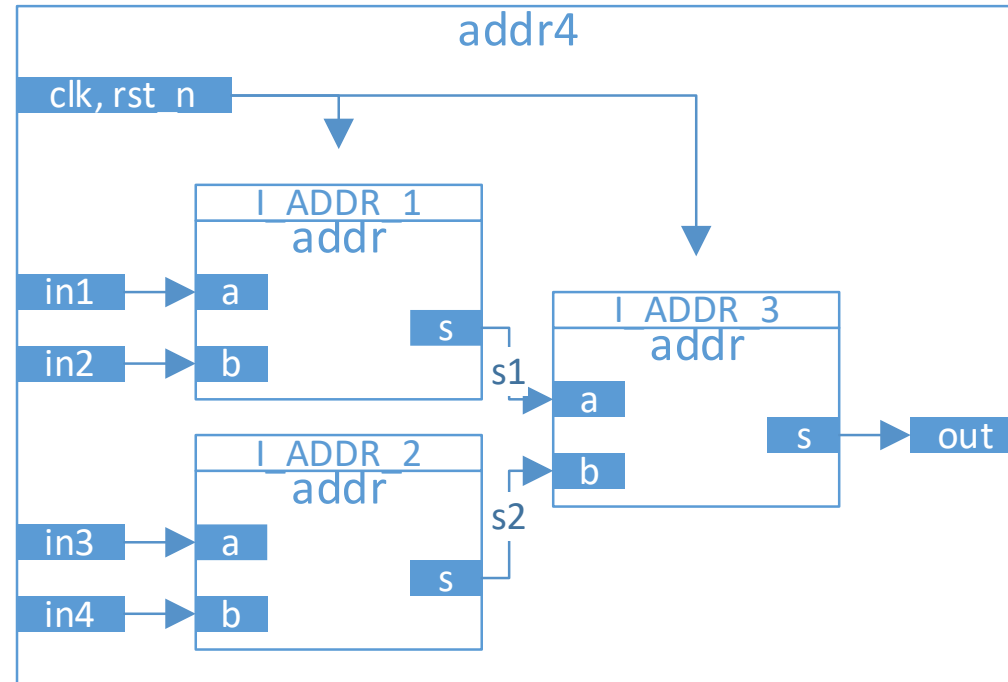 addr4
clk, rst_n
I_ADDR_1
addr
in1
a
s
in2
b
s1
I_ADDR_3
addr
a
s
out
b
I_ADDR_2
addr
s2
in3
a
s
in4
b